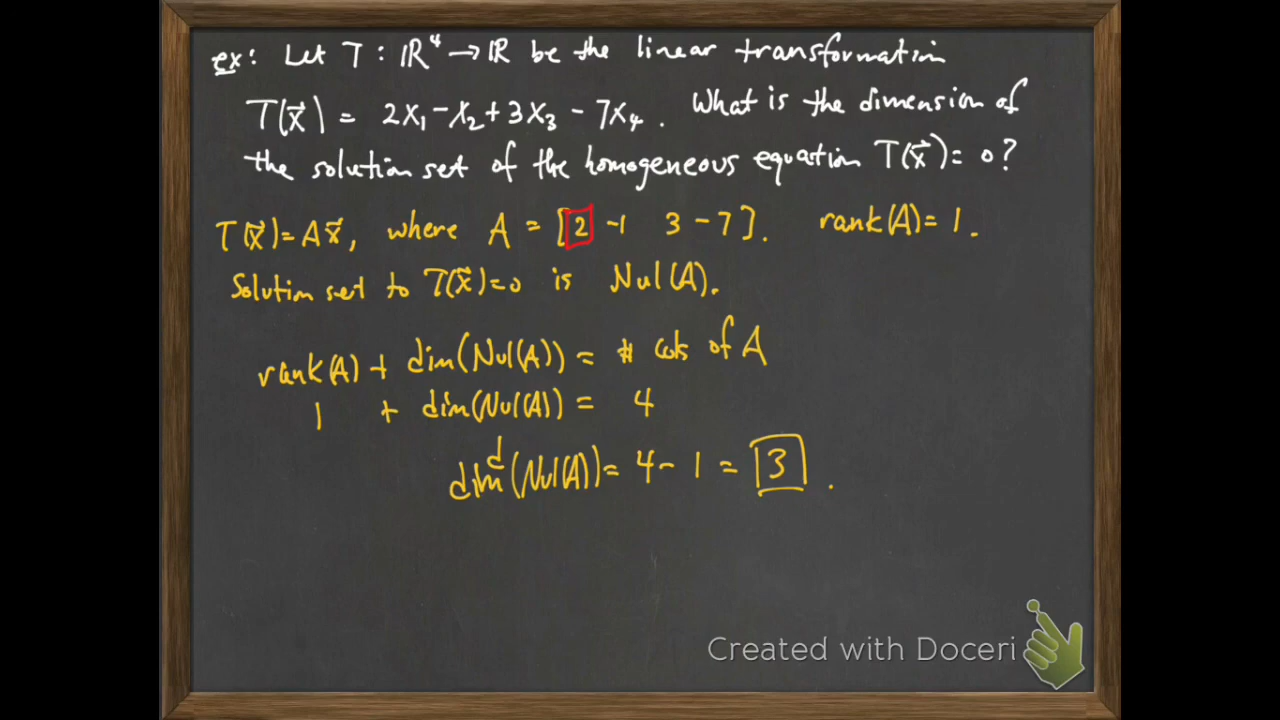 ex: Let T : ℝ⁴ → ℝ be the linear transformation
T(x⃗) = 2x₁ - x₂ + 3x₃ - 7x₄. What is the dimension of
the solution set of the homogeneous equation T(x⃗) = 0?
T(x⃗) = Ax⃗, where A = [2 -1 3 -7]. rank(A) = 1.
Solution set to T(x⃗)=0 is Nul(A).
rank(A) + dim(Nul(A)) = # cols of A
1 + dim(Nul(A)) = 4
d
dim(Nul(A)) = 4 - 1 = 3.
Created with Doceri